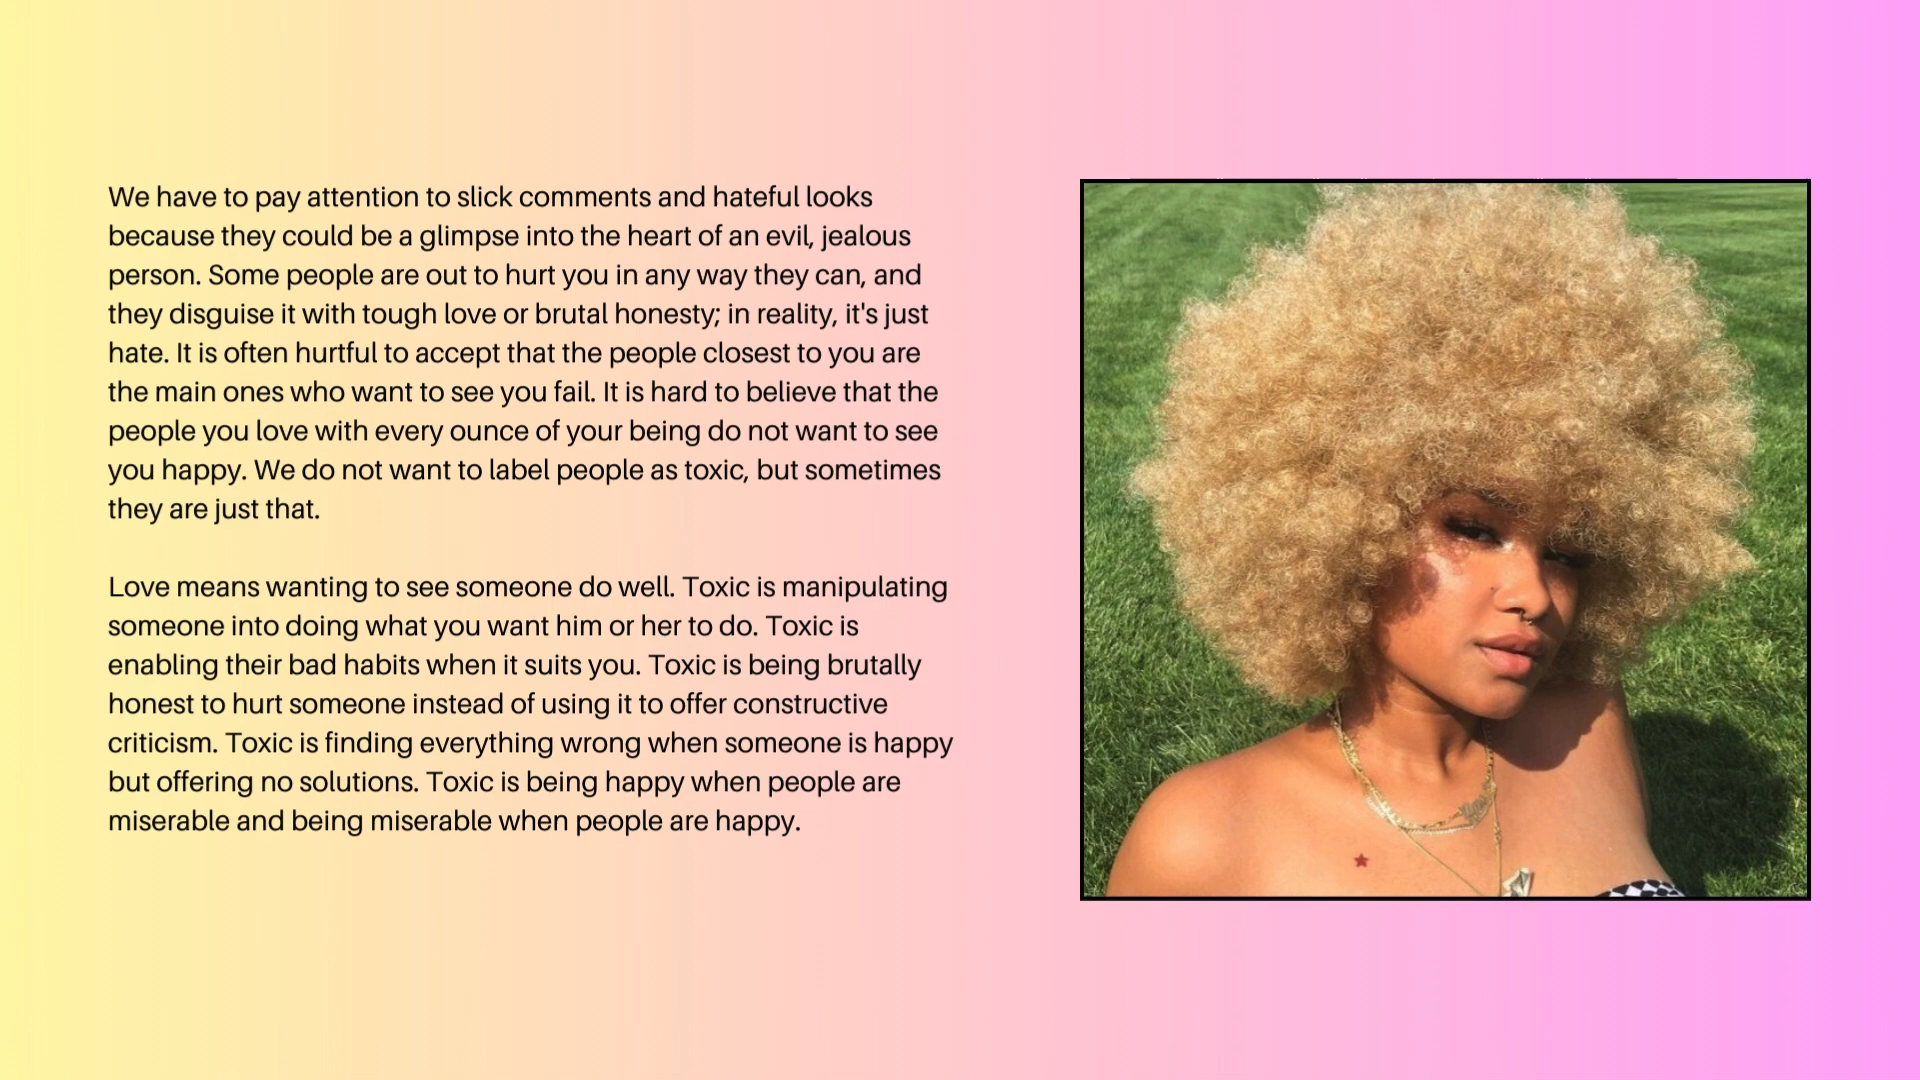 We have to pay attention to slick comments and hateful looks
because they could be a glimpse into the heart of an evil, jealous
person. Some people are out to hurt you in any way they can, and
they disguise it with tough love or brutal honesty; in reality, it's just
hate. It is often hurtful to accept that the people closest to you are
the main ones who want to see you fail. It is hard to believe that the
people you love with every ounce of your being do not want to see
you happy. We do not want to label people as toxic, but sometimes
they are just that.
Love means wanting to see someone do well. Toxic is manipulating
someone into doing what you want him or her to do. Toxic is
enabling their bad habits when it suits you. Toxic is being brutally
honest to hurt someone instead of using it to offer constructive
criticism. Toxic is finding everything wrong when someone is happy
but offering no solutions. Toxic is being happy when people are
miserable and being miserable when people are happy.